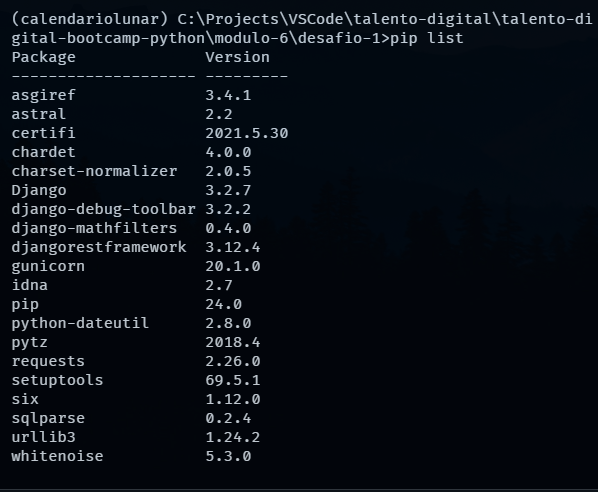 (calendariolunar) C:\Projects\VSCode\talento-digital\talento-di
gital-bootcamp-python\modulo-6\desafio-1>pip list
Package              Version
-------------------- ---------
asgiref              3.4.1
astral               2.2
certifi              2021.5.30
chardet              4.0.0
charset-normalizer   2.0.5
Django               3.2.7
django-debug-toolbar 3.2.2
django-mathfilters   0.4.0
djangorestframework  3.12.4
gunicorn             20.1.0
idna                 2.7
pip                  24.0
python-dateutil      2.8.0
pytz                 2018.4
requests             2.26.0
setuptools           69.5.1
six                  1.12.0
sqlparse             0.2.4
urllib3              1.24.2
whitenoise           5.3.0